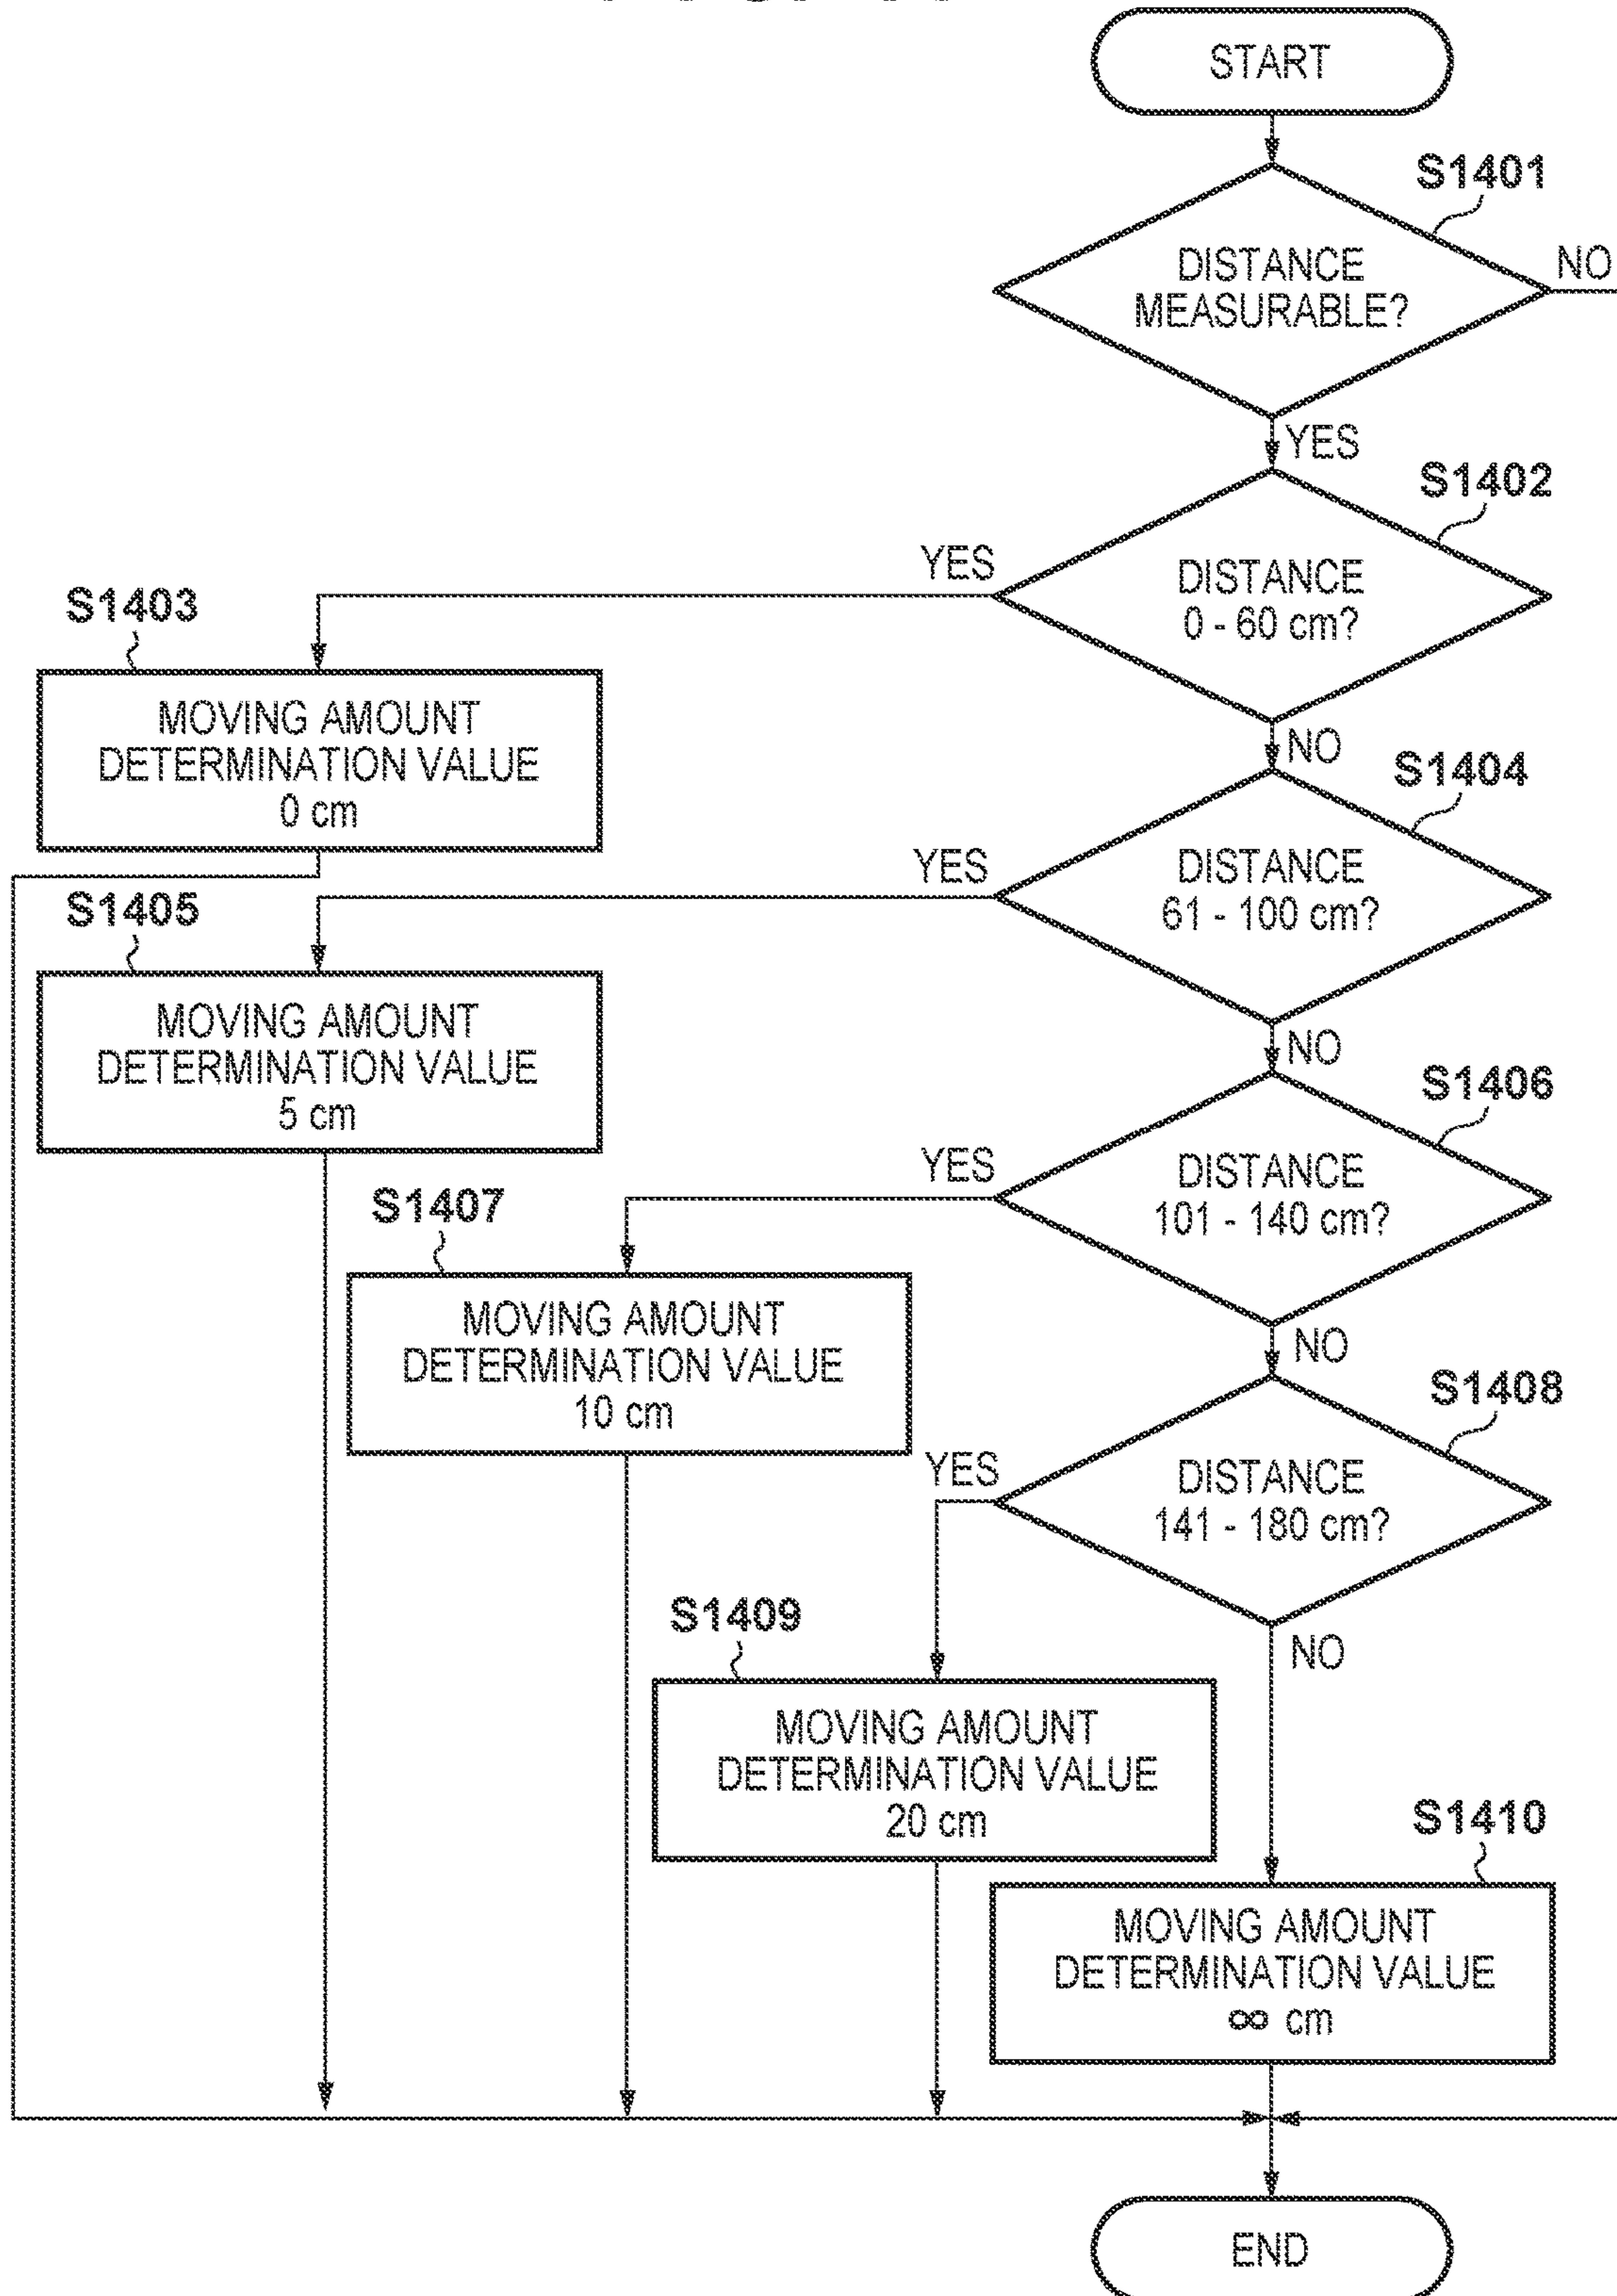 START
S1401
DISTANCE
MEASURABLE?
NO
YES
S1402
DISTANCE
0 - 60 cm?
YES
S1403
MOVING AMOUNT
DETERMINATION VALUE
0 cm
NO
S1404
DISTANCE
61 - 100 cm?
YES
S1405
MOVING AMOUNT
DETERMINATION VALUE
5 cm
NO
S1406
DISTANCE
101 - 140 cm?
YES
S1407
MOVING AMOUNT
DETERMINATION VALUE
10 cm
NO
S1408
DISTANCE
141 - 180 cm?
YES
S1409
MOVING AMOUNT
DETERMINATION VALUE
20 cm
NO
S1410
MOVING AMOUNT
DETERMINATION VALUE
∞ cm
END